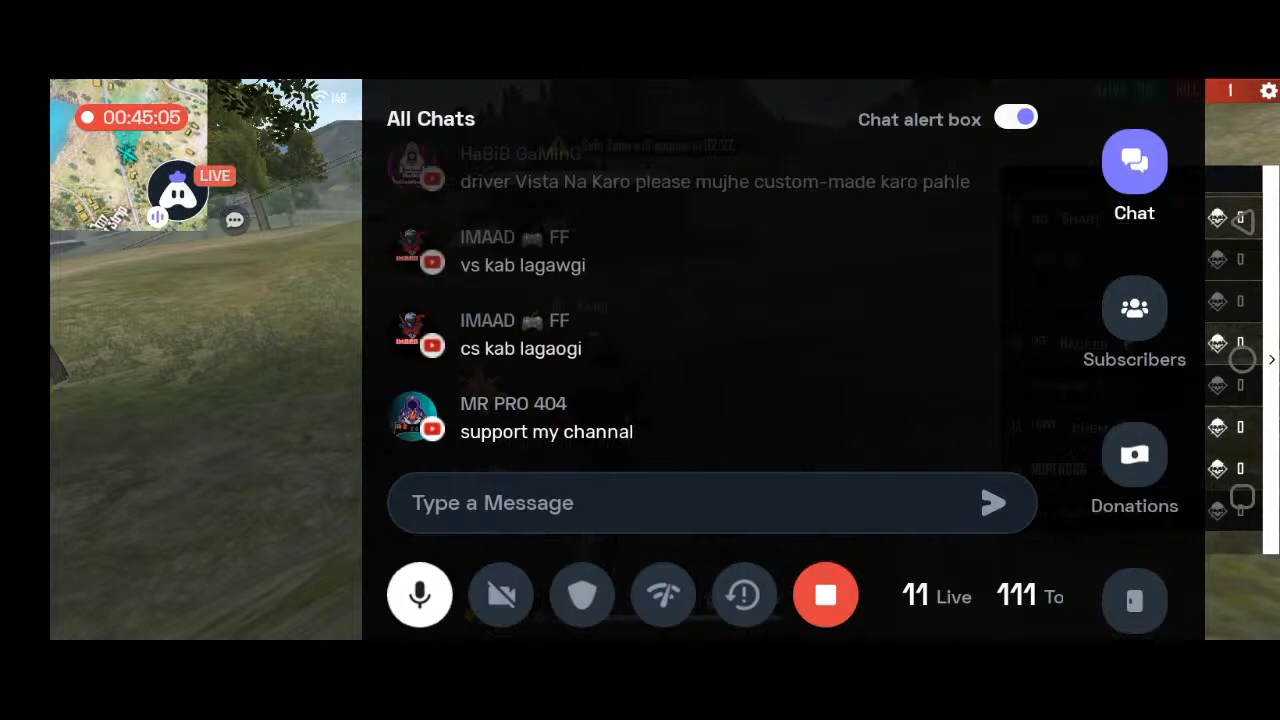 148
00:45:05
LIVE
All Chats
Chat alert box
1
HaBiB GaMinG
driver Vista Na Karo please mujhe custom-made karo pahle
Chat
IMAAD 🎮 FF
vs kab lagawgi
IMAAD 🎮 FF
cs kab lagaogi
Subscribers
MR PRO 404
support my channal
Type a Message
Donations
11 Live 111 To